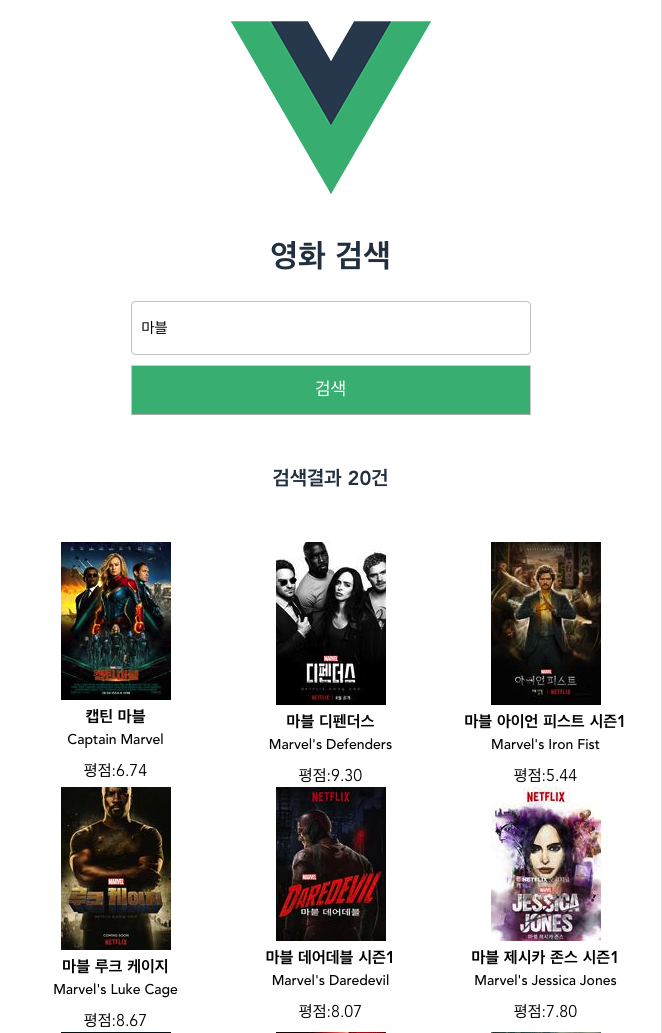 영화 검색
마블
검색
검색결과 20건
MARVEL
디펜더스
NETFLIX
MARVEL
아이언 피스트
NETFLIX
캡틴 마블
Captain Marvel
평점:6.74
마블 디펜더스
Marvel's Defenders
평점:9.30
마블 아이언 피스트 시즌1
Marvel's Iron Fist
평점:5.44
MARVEL
루크 케이지
COMING SOON
NETFLIX
NETFLIX
MARVEL
DAREDEVIL
마블 데어데블
NETFLIX
MARVEL
JESSICA
JONES
마블 제시카 존스
마블 루크 케이지
Marvel's Luke Cage
평점:8.67
마블 데어데블 시즌1
Marvel's Daredevil
평점:8.07
마블 제시카 존스 시즌1
Marvel's Jessica Jones
평점:7.80